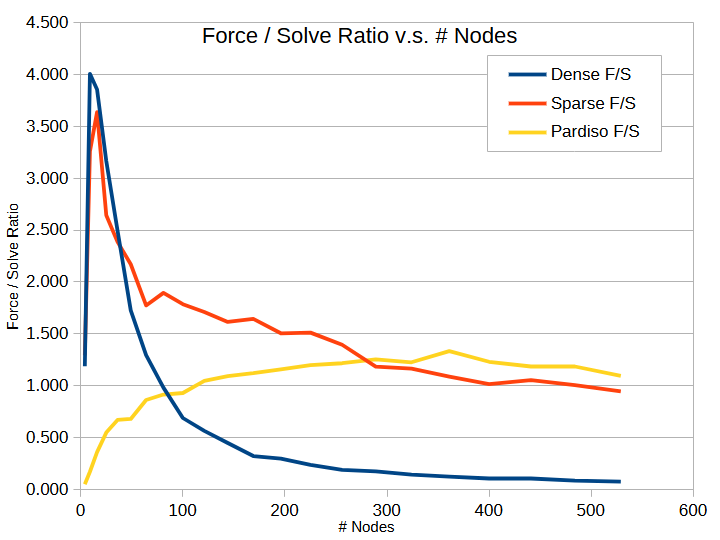 Force / Solve Ratio v.s. # Nodes
Dense F/S
Sparse F/S
Pardiso F/S
Force / Solve Ratio
4.500
4.000
3.500
3.000
2.500
2.000
1.500
1.000
0.500
0.000
0 100 200 300 400 500 600
# Nodes